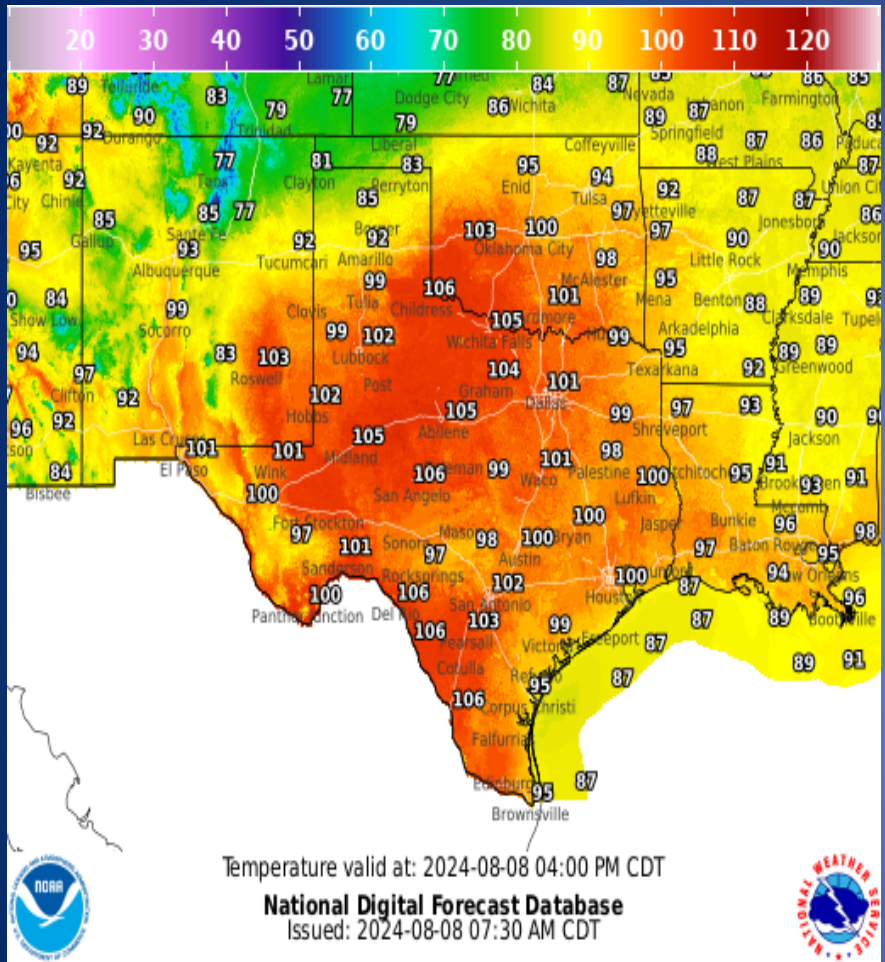 20 30 40 50 60 70 80 90 100 110 120
89 Telluride 83 79 Lamar 77 77 84 87 86 85
Dodge City 86 Wichita Nevada Lebanon Farmington
90 Durango Trinidad 79 Liberal 89 Springfield 87
92 92 Coffeyville 87 86
Kayenta 77 81 83 95 88 West Plains 87
92 Clayton Perryton Enid 94 Tulsa 92 87 87 Union City
85 85 77 85 97 Jonesboro 86
Gallup Santa Fe Borger 103 100 97 Jackson
95 93 92 92 Oklahoma City 90 90
Albuquerque Tucumcari Amarillo 98 McAlester Little Rock Memphis
84 99 99 106 101 95 88 89
Show Low Socorro Clovis Tulia Childress Mena Benton Clarksdale
94 83 103 99 102 105 99 Arkadelphia 89 89
Roswell Lubbock Wichita Falls 95 Greenwood
97 Post 104 101 Texarkana 92
Clifton 92 102 Graham Dallas
92 Hobbs 105 99 97 93 90
96 Las Cruces 101 101 105 Abilene Shreveport Jackson
84 El Paso Wink Midland 106 99 101 98 100 95 91 91
Bisbee 100 San Angelo Waco Palestine Lufkin 93
Fort Stockton Mason 100 Jasper Bunkie Mccomb
97 101 Sonora 97 98 100 97 96 98
Sanderson Rocksprings Austin Baton Rouge 95
100 106 102 100 87 94 New Orleans
Panther Junction Del Rio San Antonio Houston 96
106 103 99 87 89 Boothville
Pearsall Victoria Freeport 87 89 91
Cotulla 95 87
106 Corpus Christi
Falfurrias
Edinburg 95 87
Brownsville
Temperature valid at: 2024-08-08 04:00 PM CDT
National Digital Forecast Database
Issued: 2024-08-08 07:30 AM CDT
NOAA
NATIONAL WEATHER SERVICE